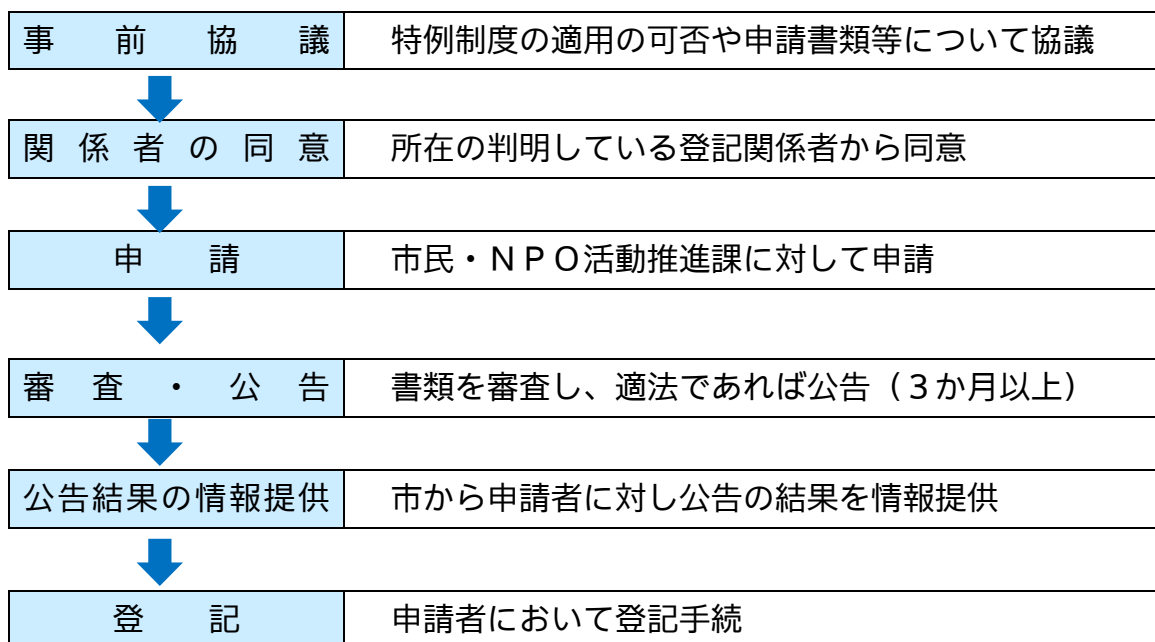 事前協議 特例制度の適用の可否や申請書類等について協議
関係者の同意 所在の判明している登記関係者から同意
申請 市民・ＮＰＯ活動推進課に対して申請
審査・公告 書類を審査し、適法であれば公告（３か月以上）
公告結果の情報提供 市から申請者に対し公告の結果を情報提供
登記 申請者において登記手続